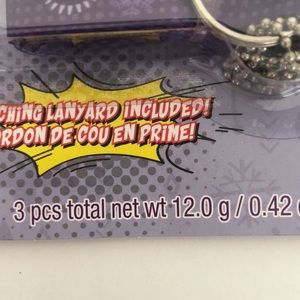 CHING LANYARD INCLUDED!
ORDON DE COU EN PRIME!
3 pcs total net wt 12.0 g / 0.42